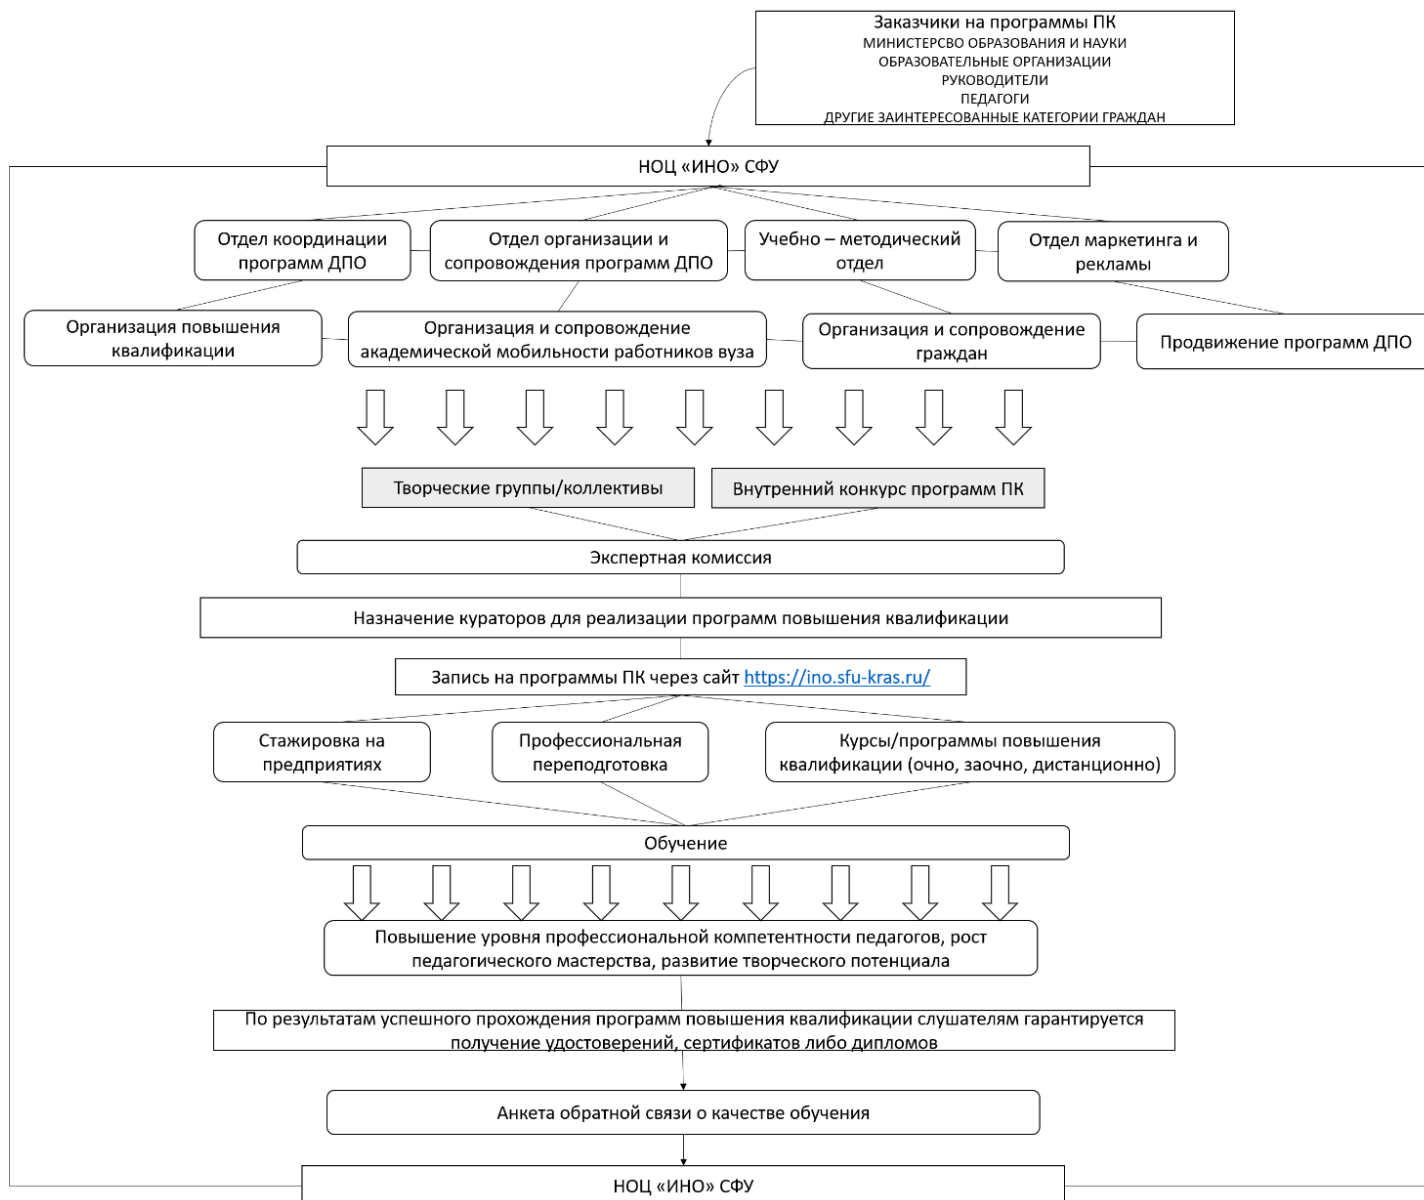 Заказчики на программы ПК
МИНИСТЕРСВО ОБРАЗОВАНИЯ И НАУКИ
ОБРАЗОВАТЕЛЬНЫЕ ОРГАНИЗАЦИИ
РУКОВОДИТЕЛИ
ПЕДАГОГИ
ДРУГИЕ ЗАИНТЕРЕСОВАННЫЕ КАТЕГОРИИ ГРАЖДАН
НОЦ «ИНО» СФУ
Отдел координации
программ ДПО
Отдел организации и
сопровождения программ ДПО
Учебно – методический
отдел
Отдел маркетинга и
рекламы
Организация повышения
квалификации
Организация и сопровождение
академической мобильности работников вуза
Организация и сопровождение
граждан
Продвижение программ ДПО
Творческие группы/коллективы
Внутренний конкурс программ ПК
Экспертная комиссия
Назначение кураторов для реализации программ повышения квалификации
Запись на программы ПК через сайт https://ino.sfu-kras.ru/
Стажировка на
предприятиях
Профессиональная
переподготовка
Курсы/программы повышения
квалификации (очно, заочно, дистанционно)
Обучение
Повышение уровня профессиональной компетентности педагогов, рост
педагогического мастерства, развитие творческого потенциала
По результатам успешного прохождения программ повышения квалификации слушателям гарантируется
получение удостоверений, сертификатов либо дипломов
Анкета обратной связи о качестве обучения
НОЦ «ИНО» СФУ